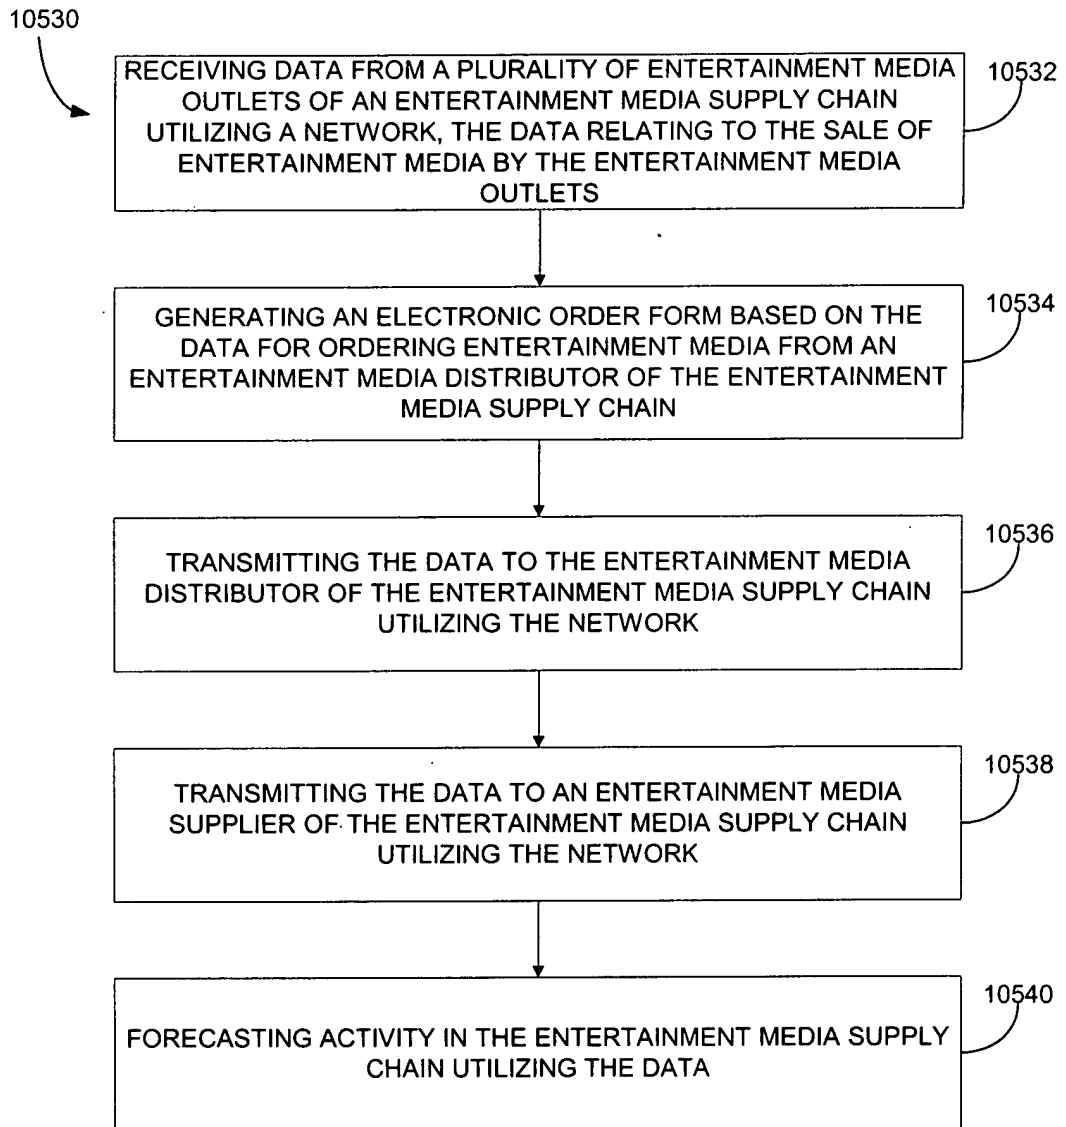 10530
RECEIVING DATA FROM A PLURALITY OF ENTERTAINMENT MEDIA
OUTLETS OF AN ENTERTAINMENT MEDIA SUPPLY CHAIN
UTILIZING A NETWORK, THE DATA RELATING TO THE SALE OF
ENTERTAINMENT MEDIA BY THE ENTERTAINMENT MEDIA
OUTLETS
10532
GENERATING AN ELECTRONIC ORDER FORM BASED ON THE
DATA FOR ORDERING ENTERTAINMENT MEDIA FROM AN
ENTERTAINMENT MEDIA DISTRIBUTOR OF THE ENTERTAINMENT
MEDIA SUPPLY CHAIN
10534
TRANSMITTING THE DATA TO THE ENTERTAINMENT MEDIA
DISTRIBUTOR OF THE ENTERTAINMENT MEDIA SUPPLY CHAIN
UTILIZING THE NETWORK
10536
TRANSMITTING THE DATA TO AN ENTERTAINMENT MEDIA
SUPPLIER OF THE ENTERTAINMENT MEDIA SUPPLY CHAIN
UTILIZING THE NETWORK
10538
FORECASTING ACTIVITY IN THE ENTERTAINMENT MEDIA SUPPLY
CHAIN UTILIZING THE DATA
10540